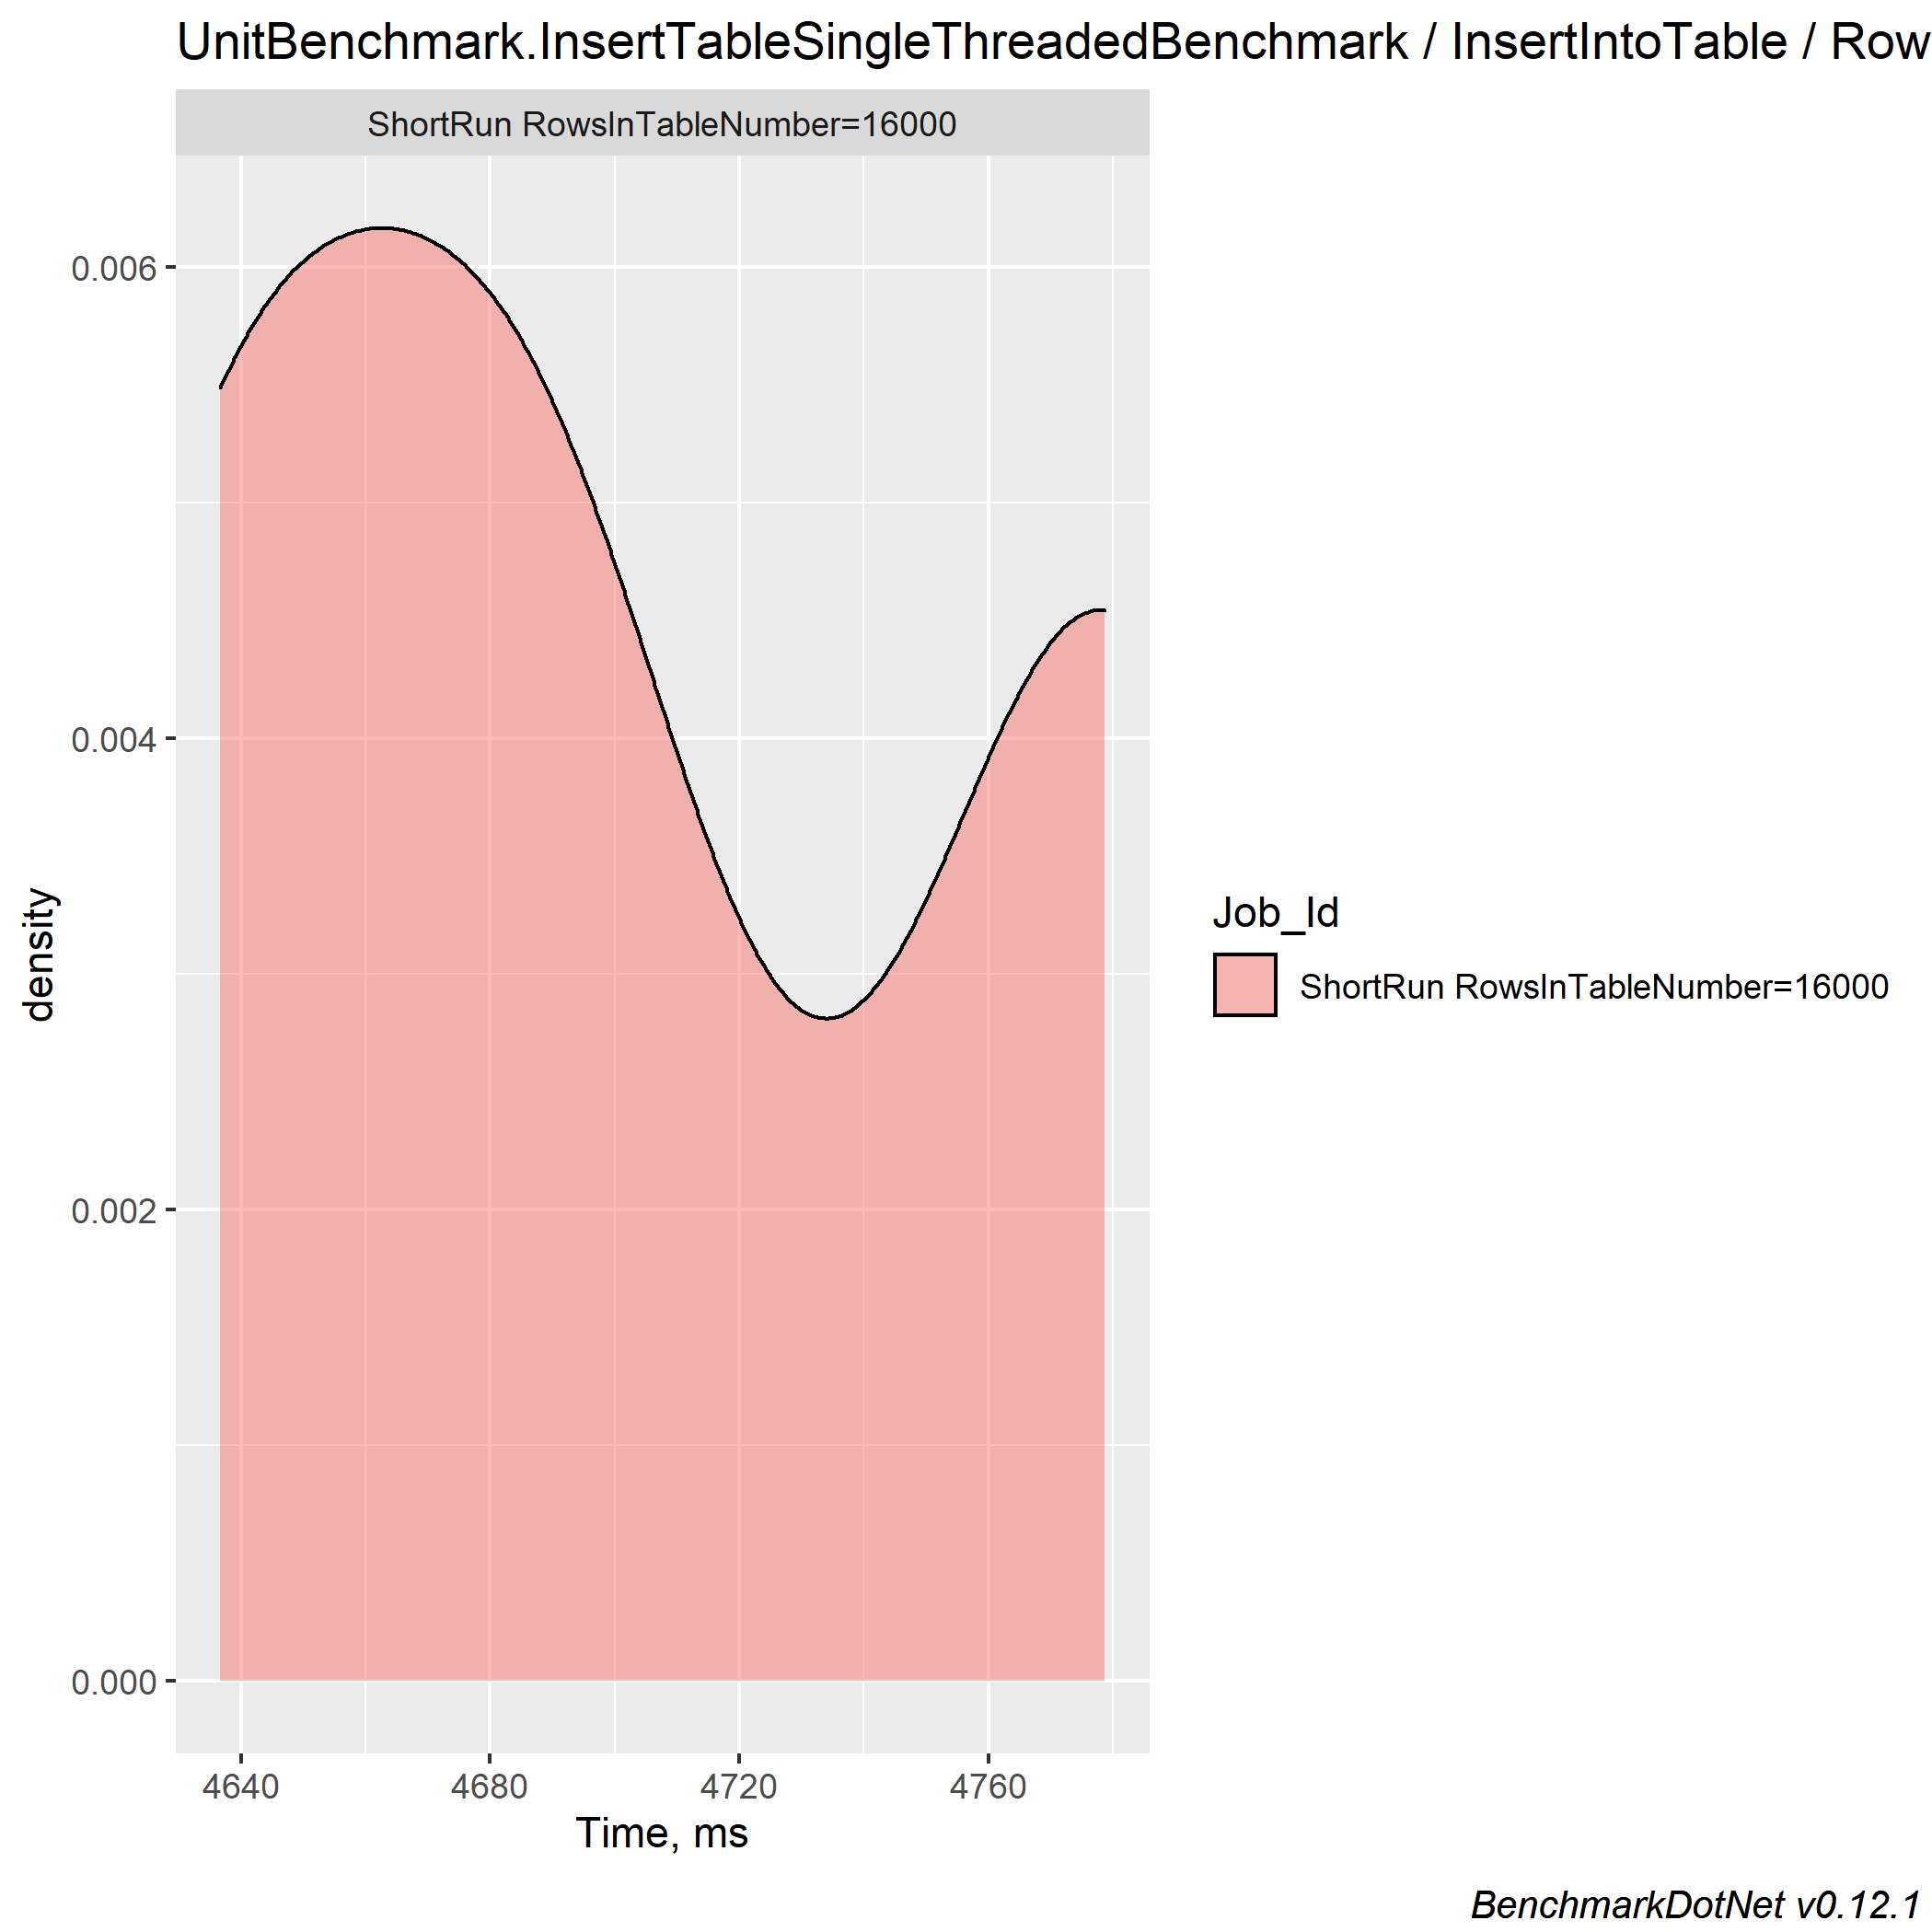 UnitBenchmark.InsertTableSingleThreadedBenchmark / InsertIntoTable / Row
ShortRun RowsInTableNumber=16000
0.006
0.004
0.002
0.000
density
4640 4680 4720 4760
Time, ms
Job_Id
ShortRun RowsInTableNumber=16000
BenchmarkDotNet v0.12.1